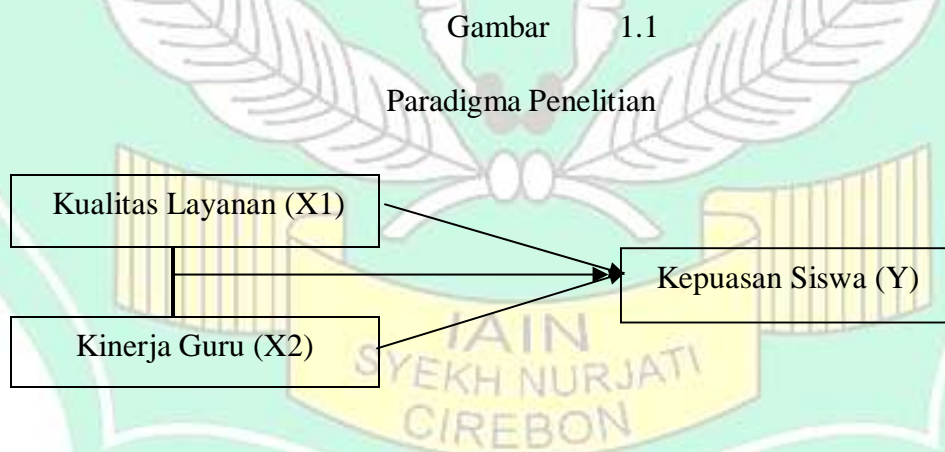 Gambar 1.1
Paradigma Penelitian
Kualitas Layanan (X1)
Kepuasan Siswa (Y)
Kinerja Guru (X2)
IAIN
SYEKH NURJATI
CIREBON